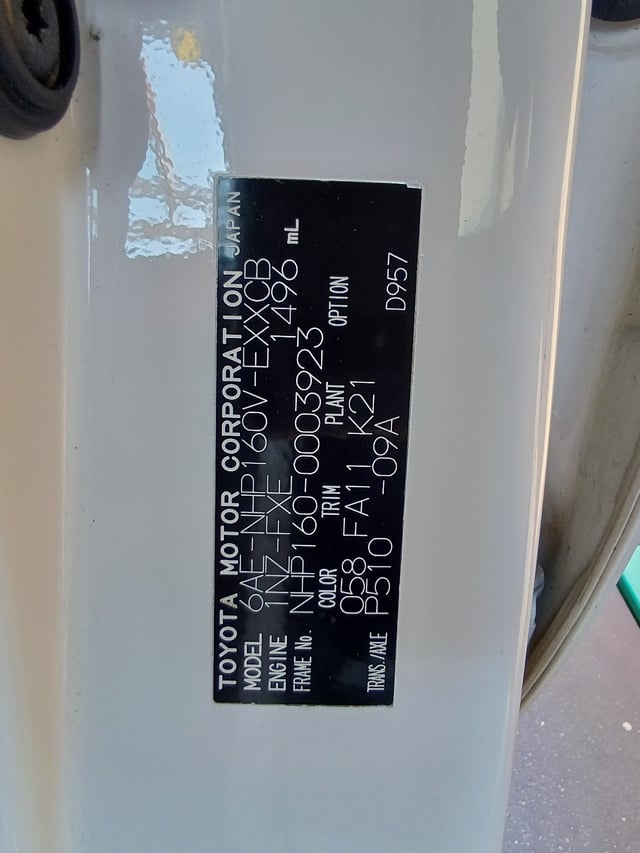 TOYOTA MOTOR CORPORATION JAPAN
MODEL 6AE-NHP160V-EXXCB
ENGINE 1NZ-FXE 1496 mL
FRAME No. NHP160-0003923
COLOR TRIM PLANT OPTION
058 FA11 K21
TRANS./AXLE P510 -09A D957